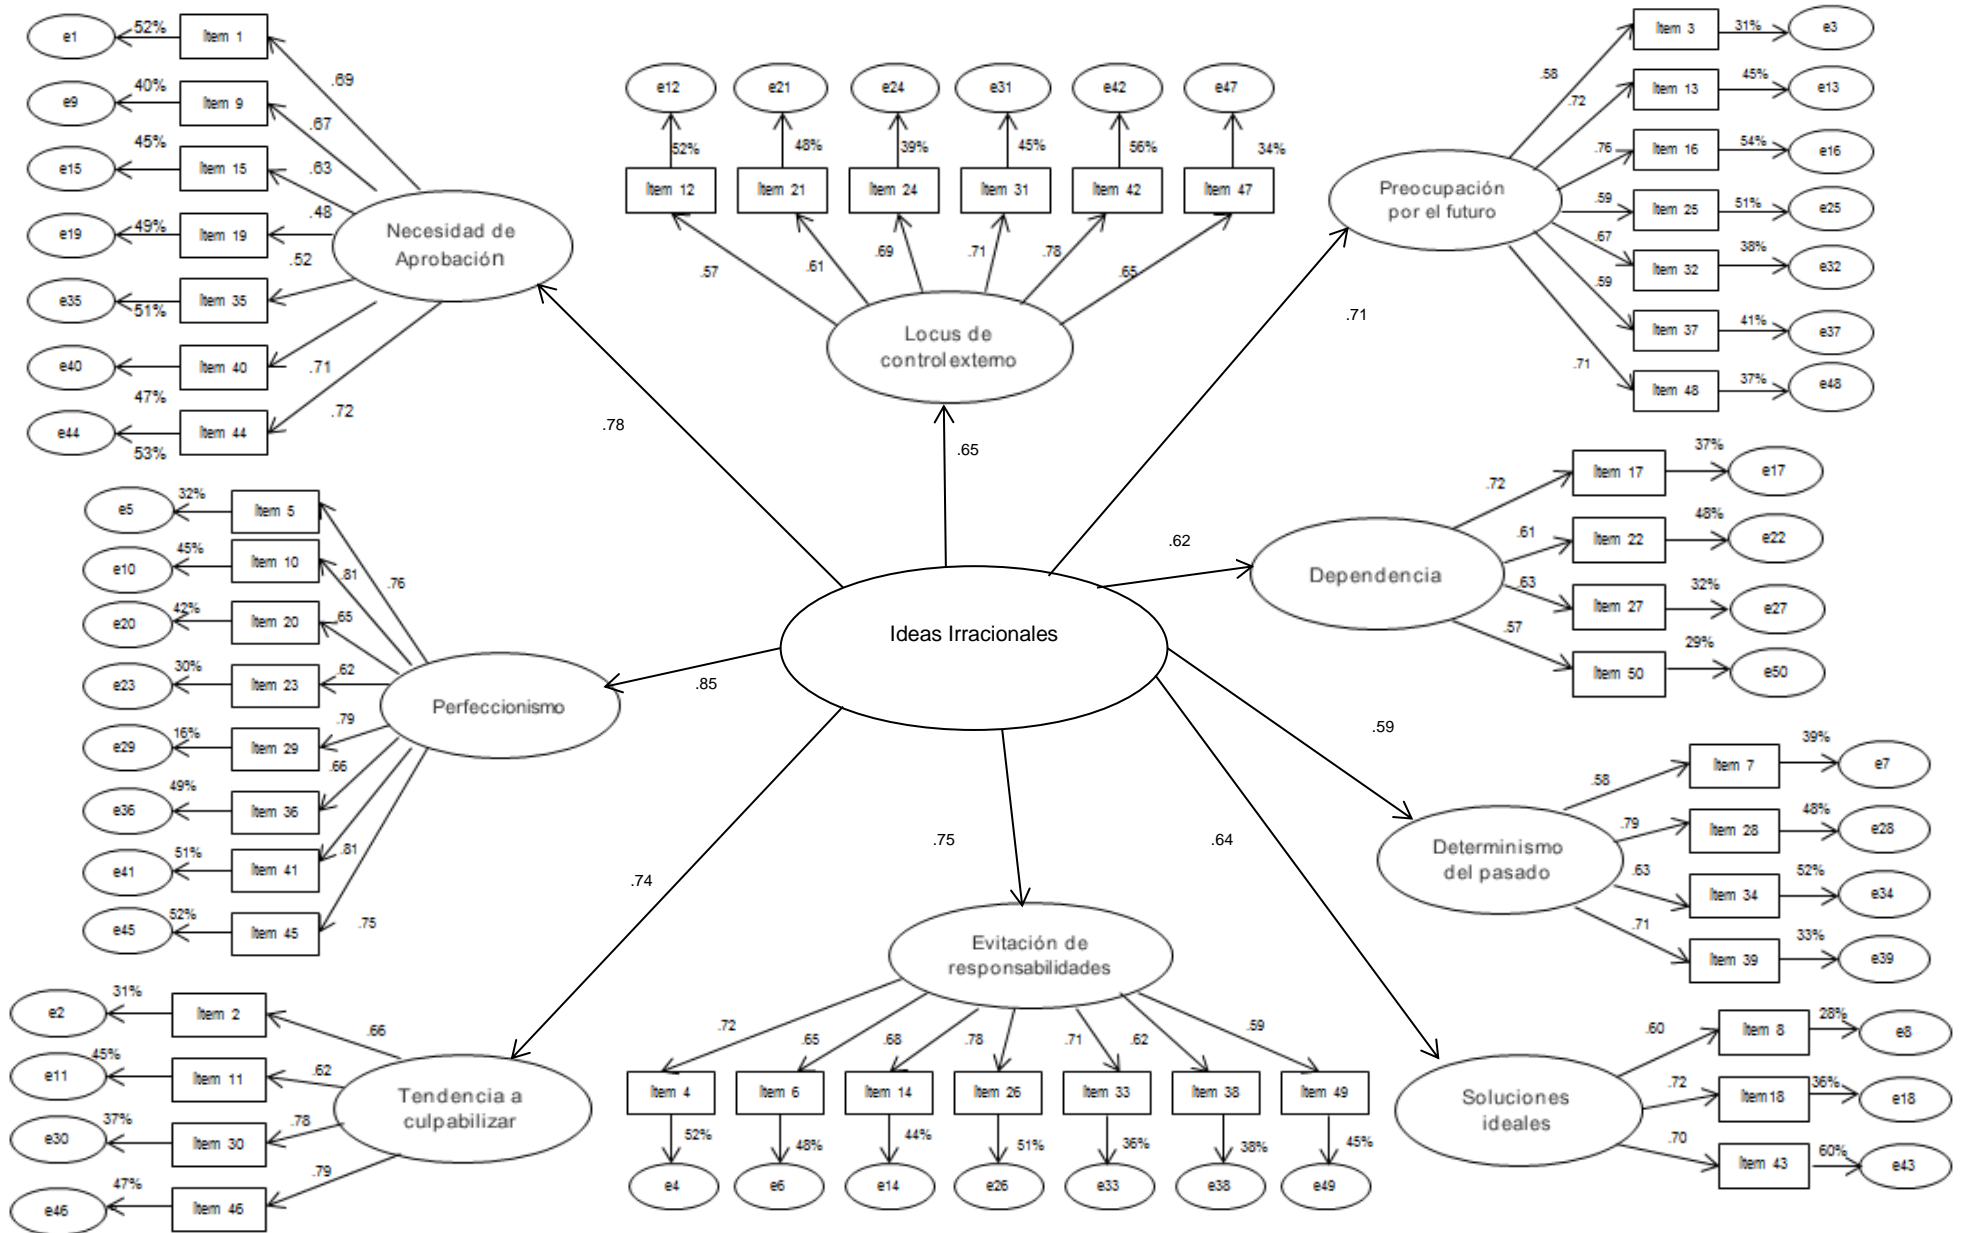 e1
52%
Item 1
e9
40%
Item 9
e15
45%
Item 15
e19
49%
Item 19
e35
51%
Item 35
e40
47%
Item 40
e44
53%
Item 44
.69
.67
.63
.48
.52
.71
.72
Necesidad de
Aprobación
e12
e21
e24
e31
e42
e47
52%
48%
39%
45%
56%
34%
Item 12
Item 21
Item 24
Item 31
Item 42
Item 47
.57
.61
.69
.71
.78
.65
Locus de
control externo
Item 3
31%
e3
Item 13
45%
e13
Item 16
54%
e16
Item 25
51%
e25
Item 32
38%
e32
Item 37
41%
e37
Item 48
37%
e48
.58
.72
.76
.59
.67
.59
.71
Preocupación
por el futuro
.78
.65
.71
.62
.85
.59
.74
.75
.64
Ideas Irracionales
e5
32%
Item 5
e10
45%
Item 10
e20
42%
Item 20
e23
30%
Item 23
e29
16%
Item 29
e36
49%
Item 36
e41
51%
Item 41
e45
52%
Item 45
.76
.81
.65
.62
.79
.66
.81
.75
Perfeccionismo
Dependencia
.72
.61
.63
.57
Item 17
37%
e17
Item 22
48%
e22
Item 27
32%
e27
Item 50
29%
e50
Determinismo
del pasado
.58
.79
.63
.71
Item 7
39%
e7
Item 28
48%
e28
Item 34
52%
e34
Item 39
33%
e39
e2
31%
Item 2
e11
45%
Item 11
e30
37%
Item 30
e46
47%
Item 46
.66
.62
.78
.79
Tendencia a
culpabilizar
Evitación de
responsabilidades
.72
.65
.68
.78
.71
.62
.59
Item 4
Item 6
Item 14
Item 26
Item 33
Item 38
Item 49
52%
48%
44%
51%
36%
38%
45%
e4
e6
e14
e26
e33
e38
e49
Soluciones
ideales
.60
.72
.70
Item 8
28%
e8
Item18
36%
e18
Item 43
60%
e43